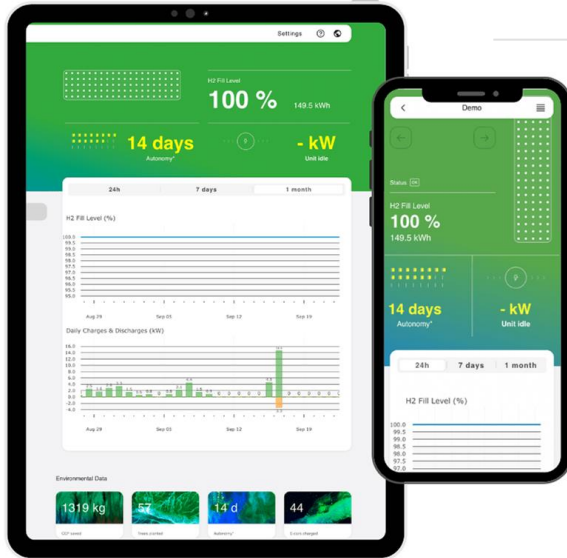 Settings
H2 Fill Level
100 % 149.5 kWh
14 days
Autonomy*
- kW
Unit idle
24h 7 days 1 month
H2 Fill Level (%)
100.0
99.5
99.0
98.5
98.0
97.5
97.0
96.5
96.0
95.5
95.0
Aug 29 Sep 05 Sep 12 Sep 19
Daily Charges & Discharges (kW)
16.0
14.0
12.0
10.0
8.0
6.0
4.0
2.0
0.0
-2.0
-4.0
Aug 29 Sep 05 Sep 12 Sep 19
Environmental Data
1319 kg 57 14 d 44
Trees planted Autonomy*
Demo
Status
H2 Fill Level
100 %
149.5 kWh
14 days
Autonomy*
- kW
Unit idle
24h 7 days 1 month
H2 Fill Level (%)
100.0
99.5
99.0
98.5
98.0
97.5
97.0